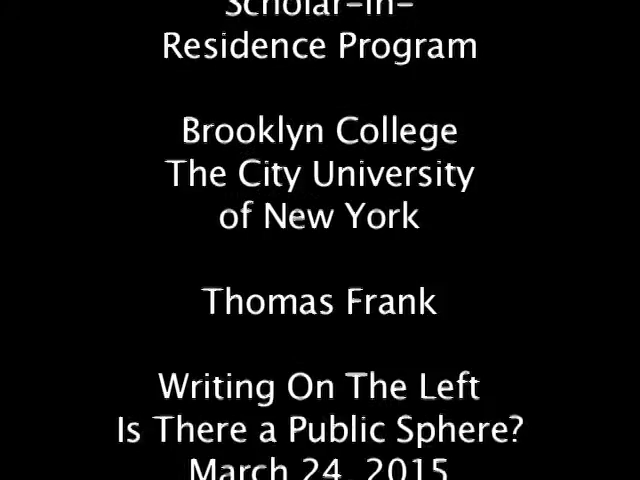 Scholar-in-
Residence Program
Brooklyn College
The City University
of New York
Thomas Frank
Writing On The Left
Is There a Public Sphere?
March 24, 2015